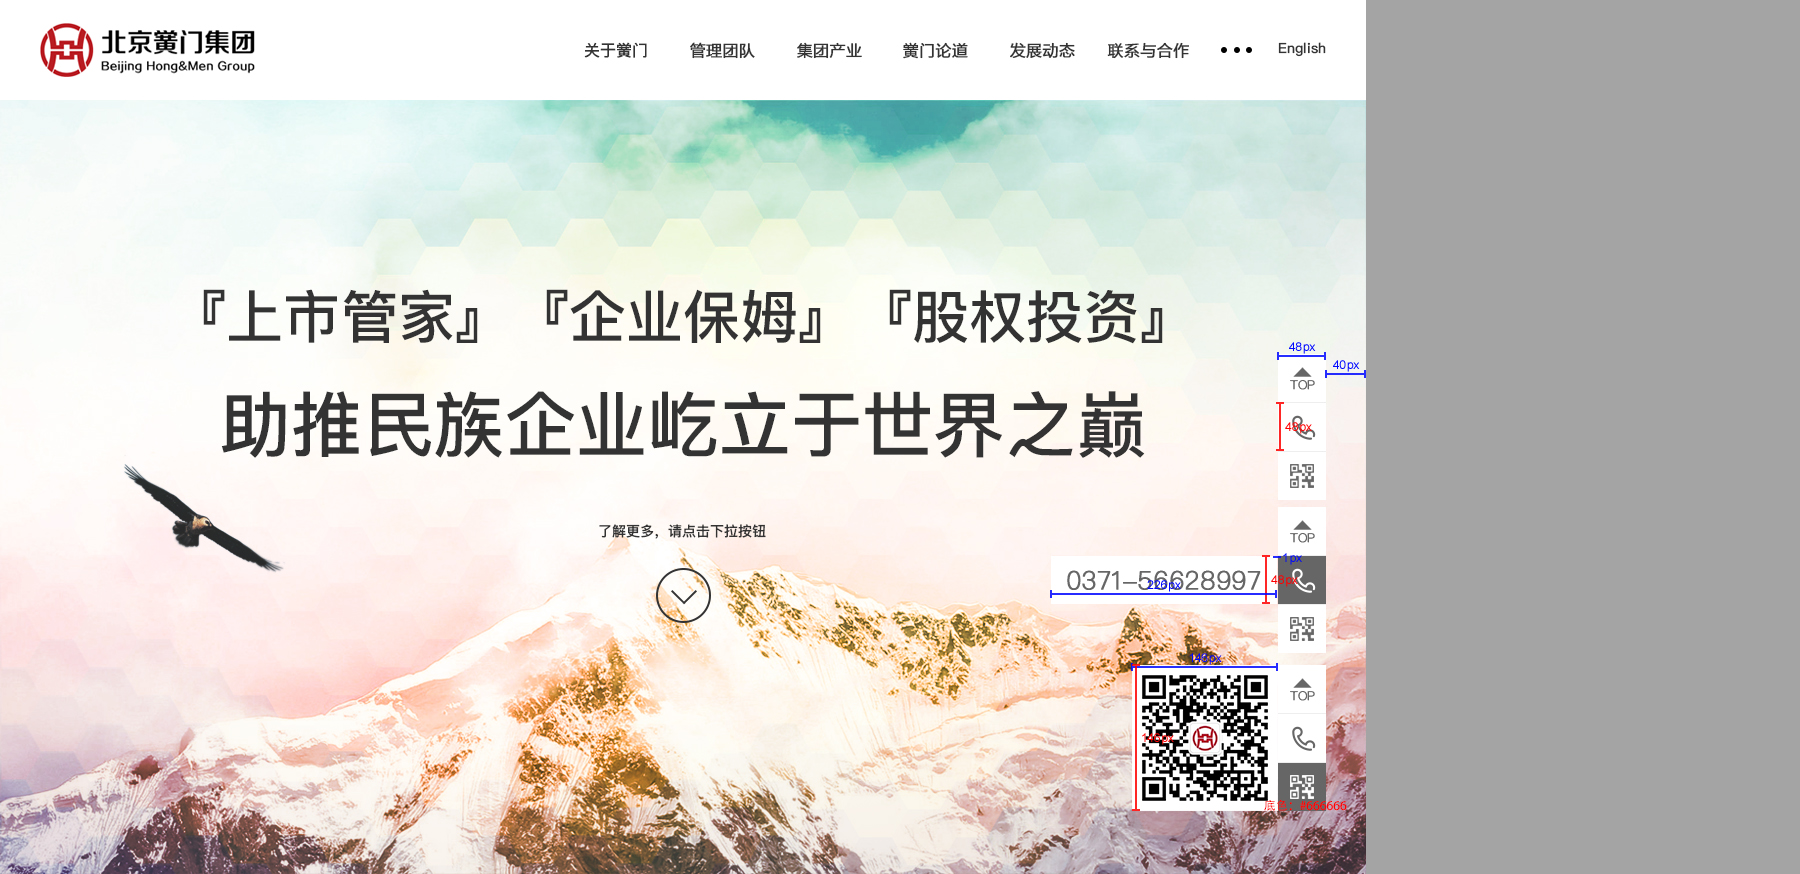 北京黉门集团
Beijing Hong&Men Group
关于黉门 管理团队 集团产业 黉门论道 发展动态 联系与合作 English
『上市管家』 『企业保姆』 『股权投资』
助推民族企业屹立于世界之巅
了解更多，请点击下拉按钮
48px
40px
TOP
48px
TOP
1px
0371-56628997
48px
226px
TOP
底色：#666666